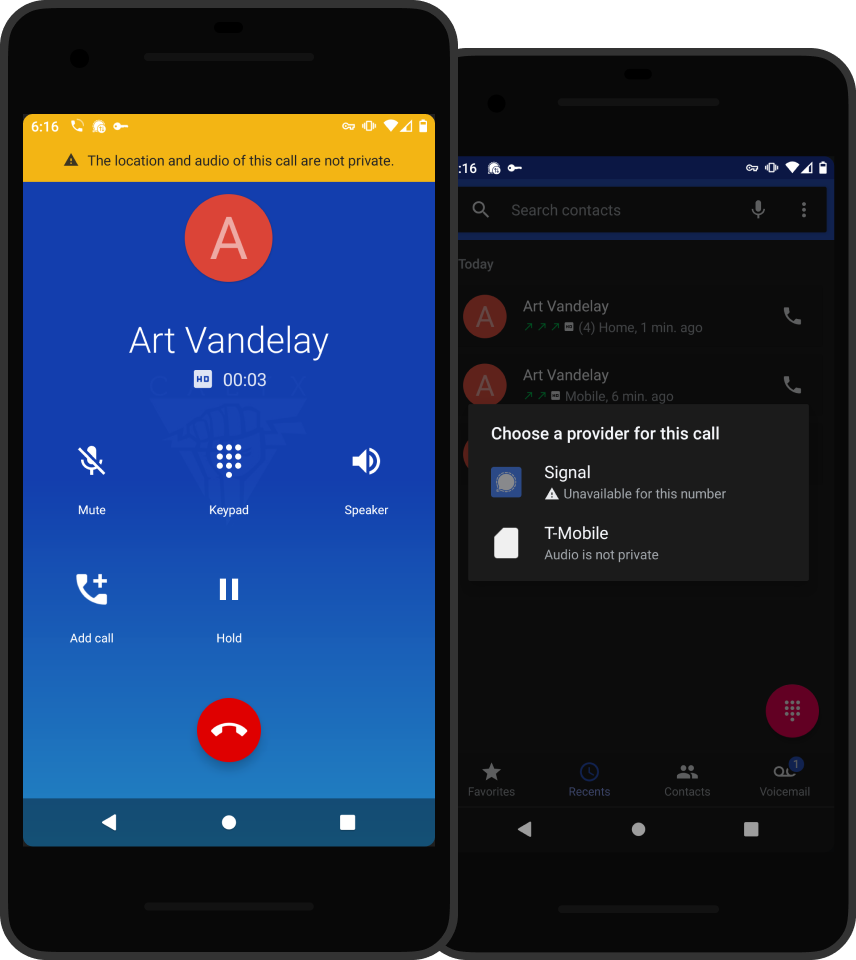 6:16
The location and audio of this call are not private.
A
Art Vandelay
HD 00:03
Mute
Keypad
Speaker
Add call
Hold
:16
Search contacts
Today
A
Art Vandelay
HD (4) Home, 1 min. ago
A
Art Vandelay
HD Mobile, 6 min. ago
Choose a provider for this call
Signal
Unavailable for this number
T-Mobile
Audio is not private
1
Favorites
Recents
Contacts
Voicemail